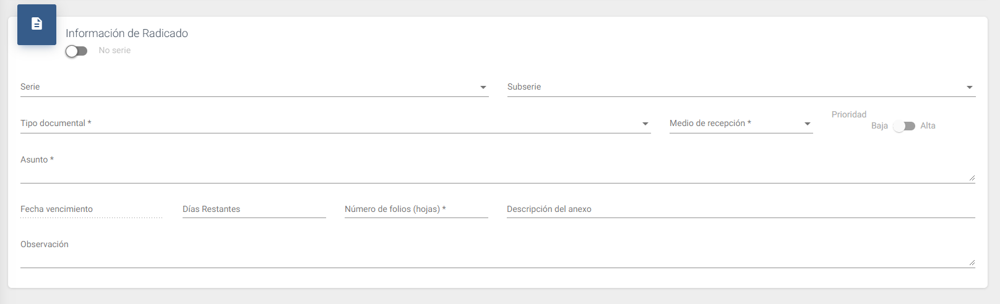 Información de Radicado
No serie
Serie Subserie
Tipo documental * Medio de recepción * Prioridad
Baja Alta
Asunto *
Fecha vencimiento Días Restantes Número de folios (hojas) * Descripción del anexo
Observación